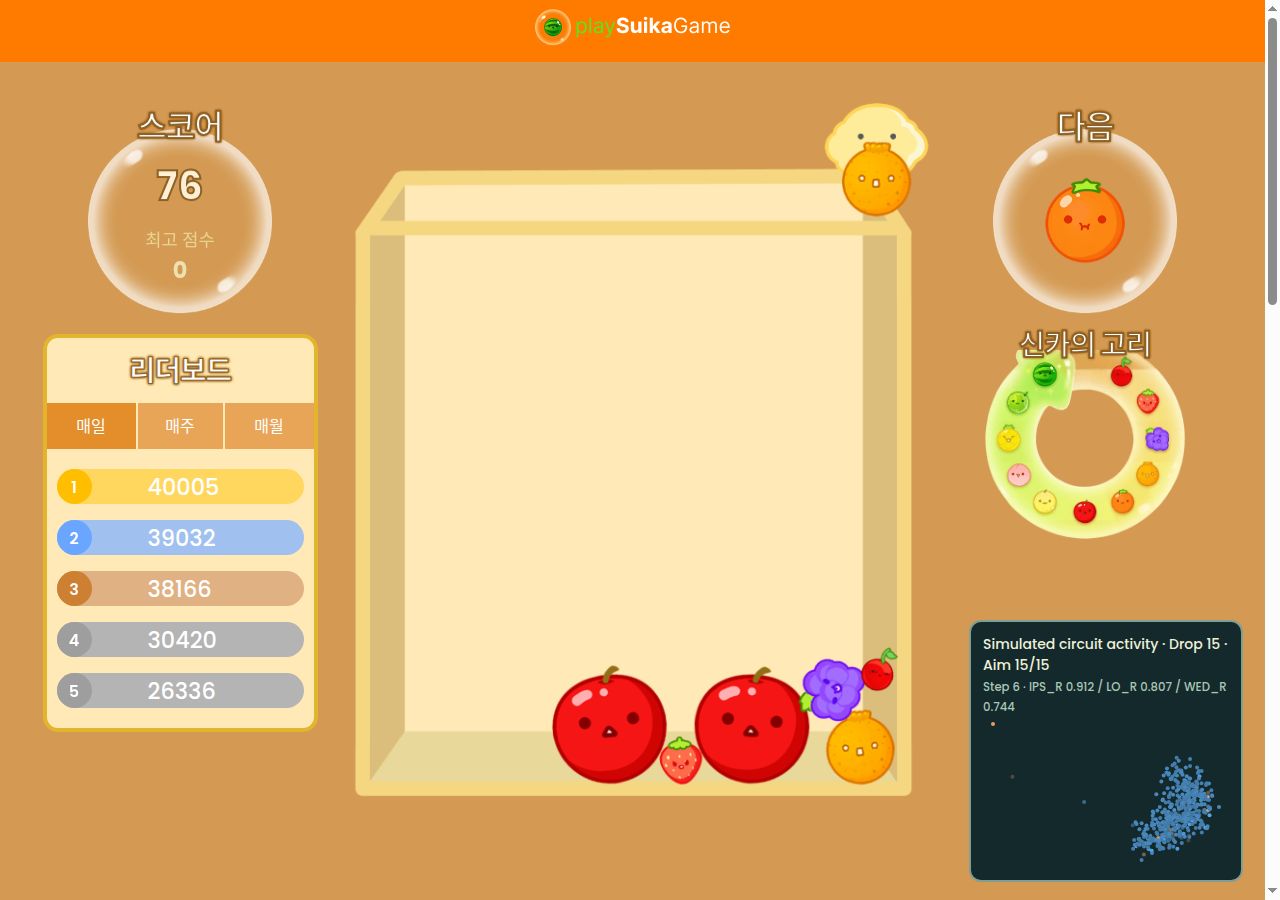 playSuikaGame
스코어
76
최고 점수
0
리더보드
매일 매주 매월
1 40005
2 39032
3 38166
4 30420
5 26336
다음
신카의 고리
Simulated circuit activity · Drop 15 ·
Aim 15/15
Step 6 · IPS_R 0.912 / LO_R 0.807 / WED_R
0.744